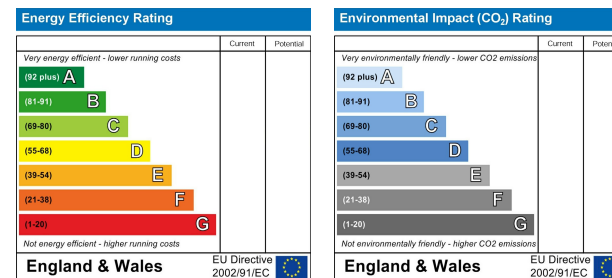 Energy Efficiency Rating
Current Potential
Very energy efficient - lower running costs
(92 plus) A
(81-91) B
(69-80) C
(55-68) D
(39-54) E
(21-38) F
(1-20) G
Not energy efficient - higher running costs
England & Wales
EU Directive
2002/91/EC
Environmental Impact (CO₂) Rating
Current Poten
Very environmentally friendly - lower CO2 emissions
(92 plus) A
(81-91) B
(69-80) C
(55-68) D
(39-54) E
(21-38) F
(1-20) G
Not environmentally friendly - higher CO2 emissions
England & Wales
EU Directive
2002/91/EC